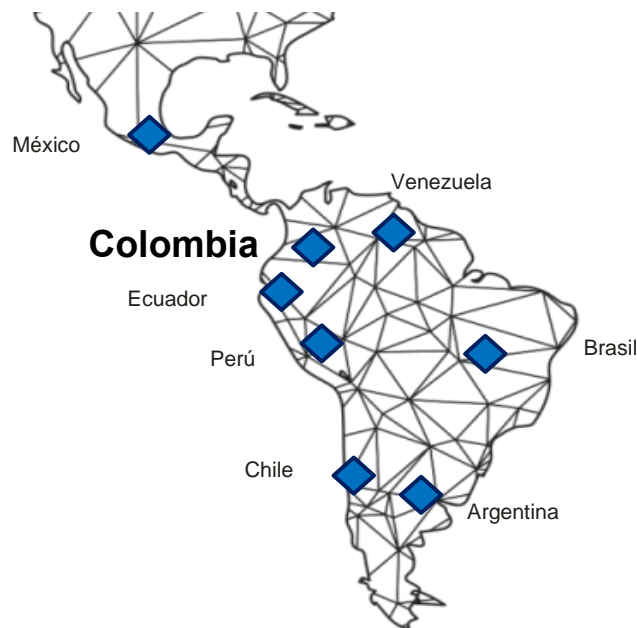 México
Venezuela
Colombia
Ecuador
Perú
Brasil
Chile
Argentina